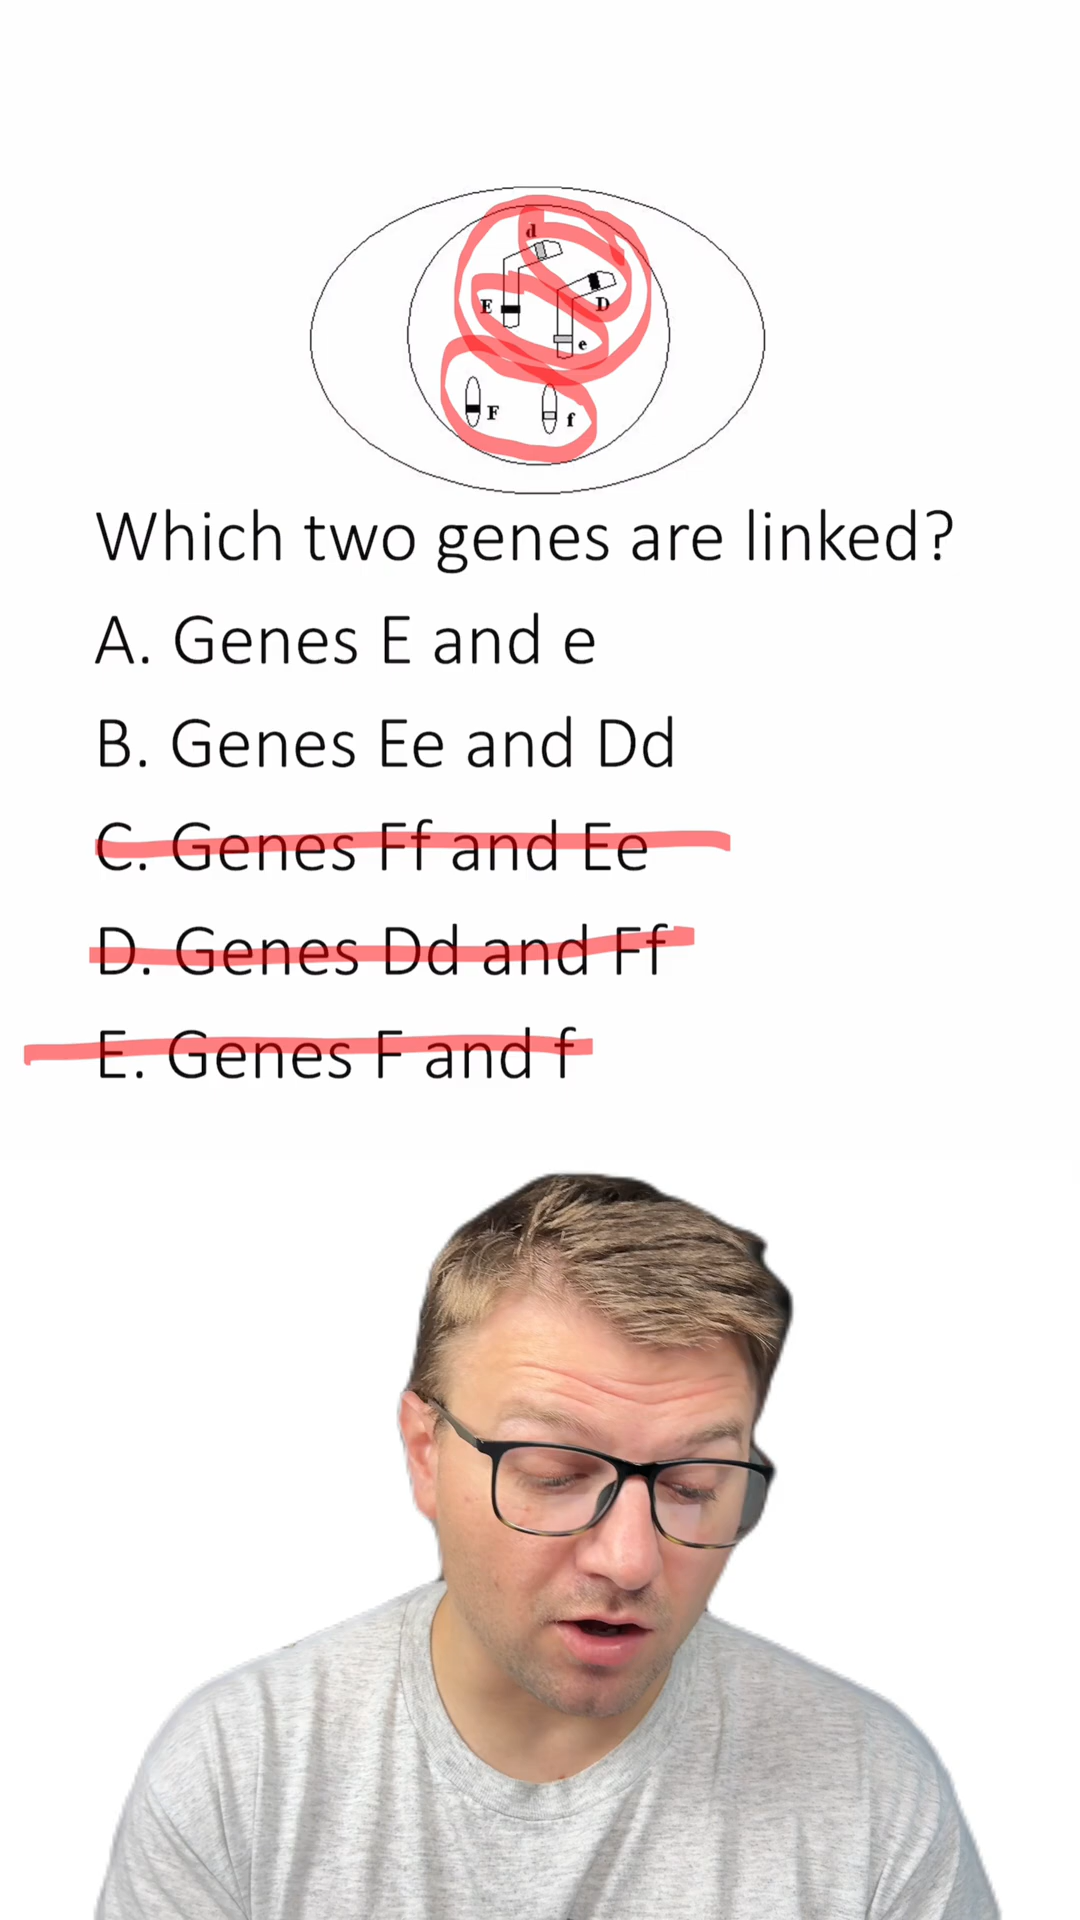 d
E
D
e
F
f
Which two genes are linked?
A. Genes E and e
B. Genes Ee and Dd
C. Genes Ff and Ee
D. Genes Dd and Ff
E. Genes F and f